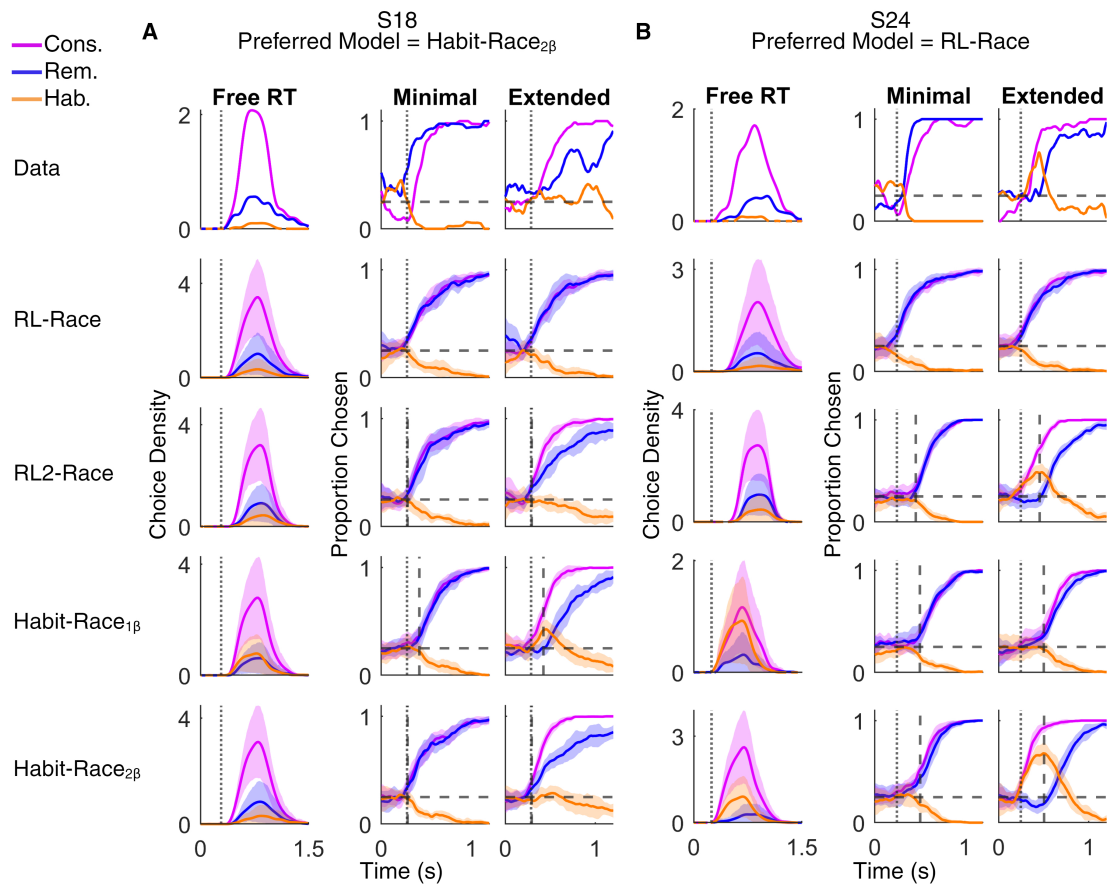 S18
S24
A
Preferred Model = Habit-Race2β
B
Preferred Model = RL-Race
Cons.
Rem.
Hab.
Free RT
Minimal
Extended
Free RT
Minimal
Extended
Data
2
0
1
0
2
1
0
1
0
RL-Race
4
0
1
0
3
0
1
0
RL2-Race
4
2
0
1
0
4
2
0
1
0
Habit-Race1β
4
0
1
0
2
1
0
1
0
Habit-Race2β
4
0
1
0
3
0
1
0
Choice Density
Proportion Chosen
Choice Density
Proportion Chosen
0
1.5
0
1
0
1
0
1.5
0
1
0
1
Time (s)
Time (s)